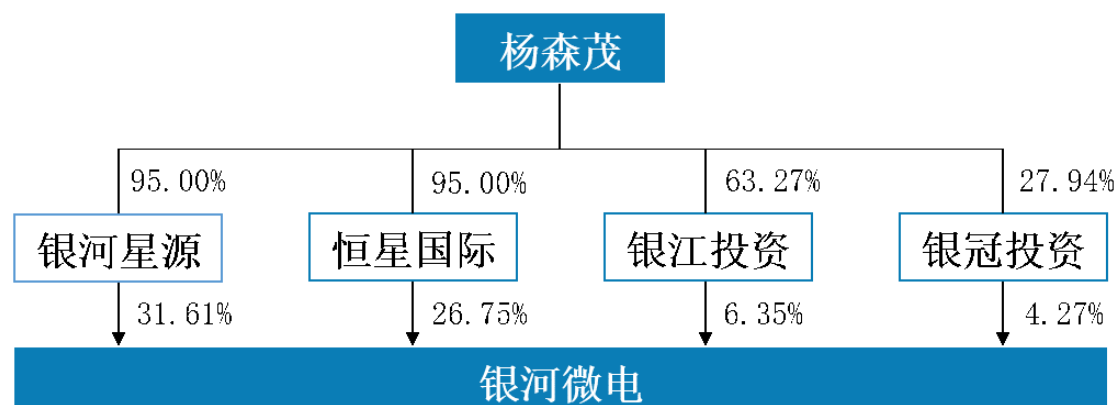 杨森茂
95.00% 95.00% 63.27% 27.94%
银河星源 恒星国际 银江投资 银冠投资
31.61% 26.75% 6.35% 4.27%
银河微电